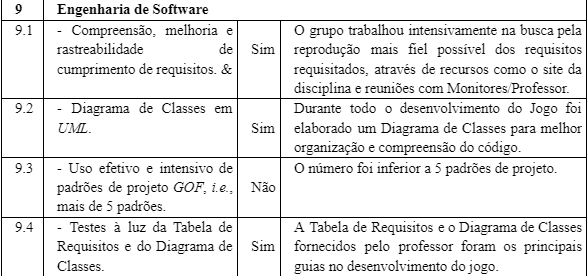 9 Engenharia de Software
9.1 - Compreensão, melhoria e rastreabilidade de cumprimento de requisitos. & Sim O grupo trabalhou intensivamente na busca pela reprodução mais fiel possível dos requisitos requisitados, através de recursos como o site da disciplina e reuniões com Monitores/Professor.
9.2 - Diagrama de Classes em UML. Sim Durante todo o desenvolvimento do Jogo foi elaborado um Diagrama de Classes para melhor organização e compreensão do código.
9.3 - Uso efetivo e intensivo de padrões de projeto GOF, i.e., mais de 5 padrões. Não O número foi inferior a 5 padrões de projeto.
9.4 - Testes à luz da Tabela de Requisitos e do Diagrama de Classes. Sim A Tabela de Requisitos e o Diagrama de Classes fornecidos pelo professor foram os principais guias no desenvolvimento do jogo.